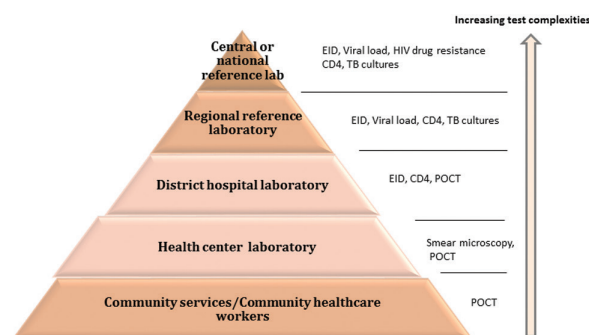 Increasing test complexities
Central or
national
reference lab
EID, Viral load, HIV drug resistance
CD4, TB cultures
Regional reference
laboratory
EID, Viral load, CD4, TB cultures
District hospital laboratory
EID, CD4, POCT
Health center laboratory
Smear microscopy,
POCT
Community services/Community healthcare
workers
POCT